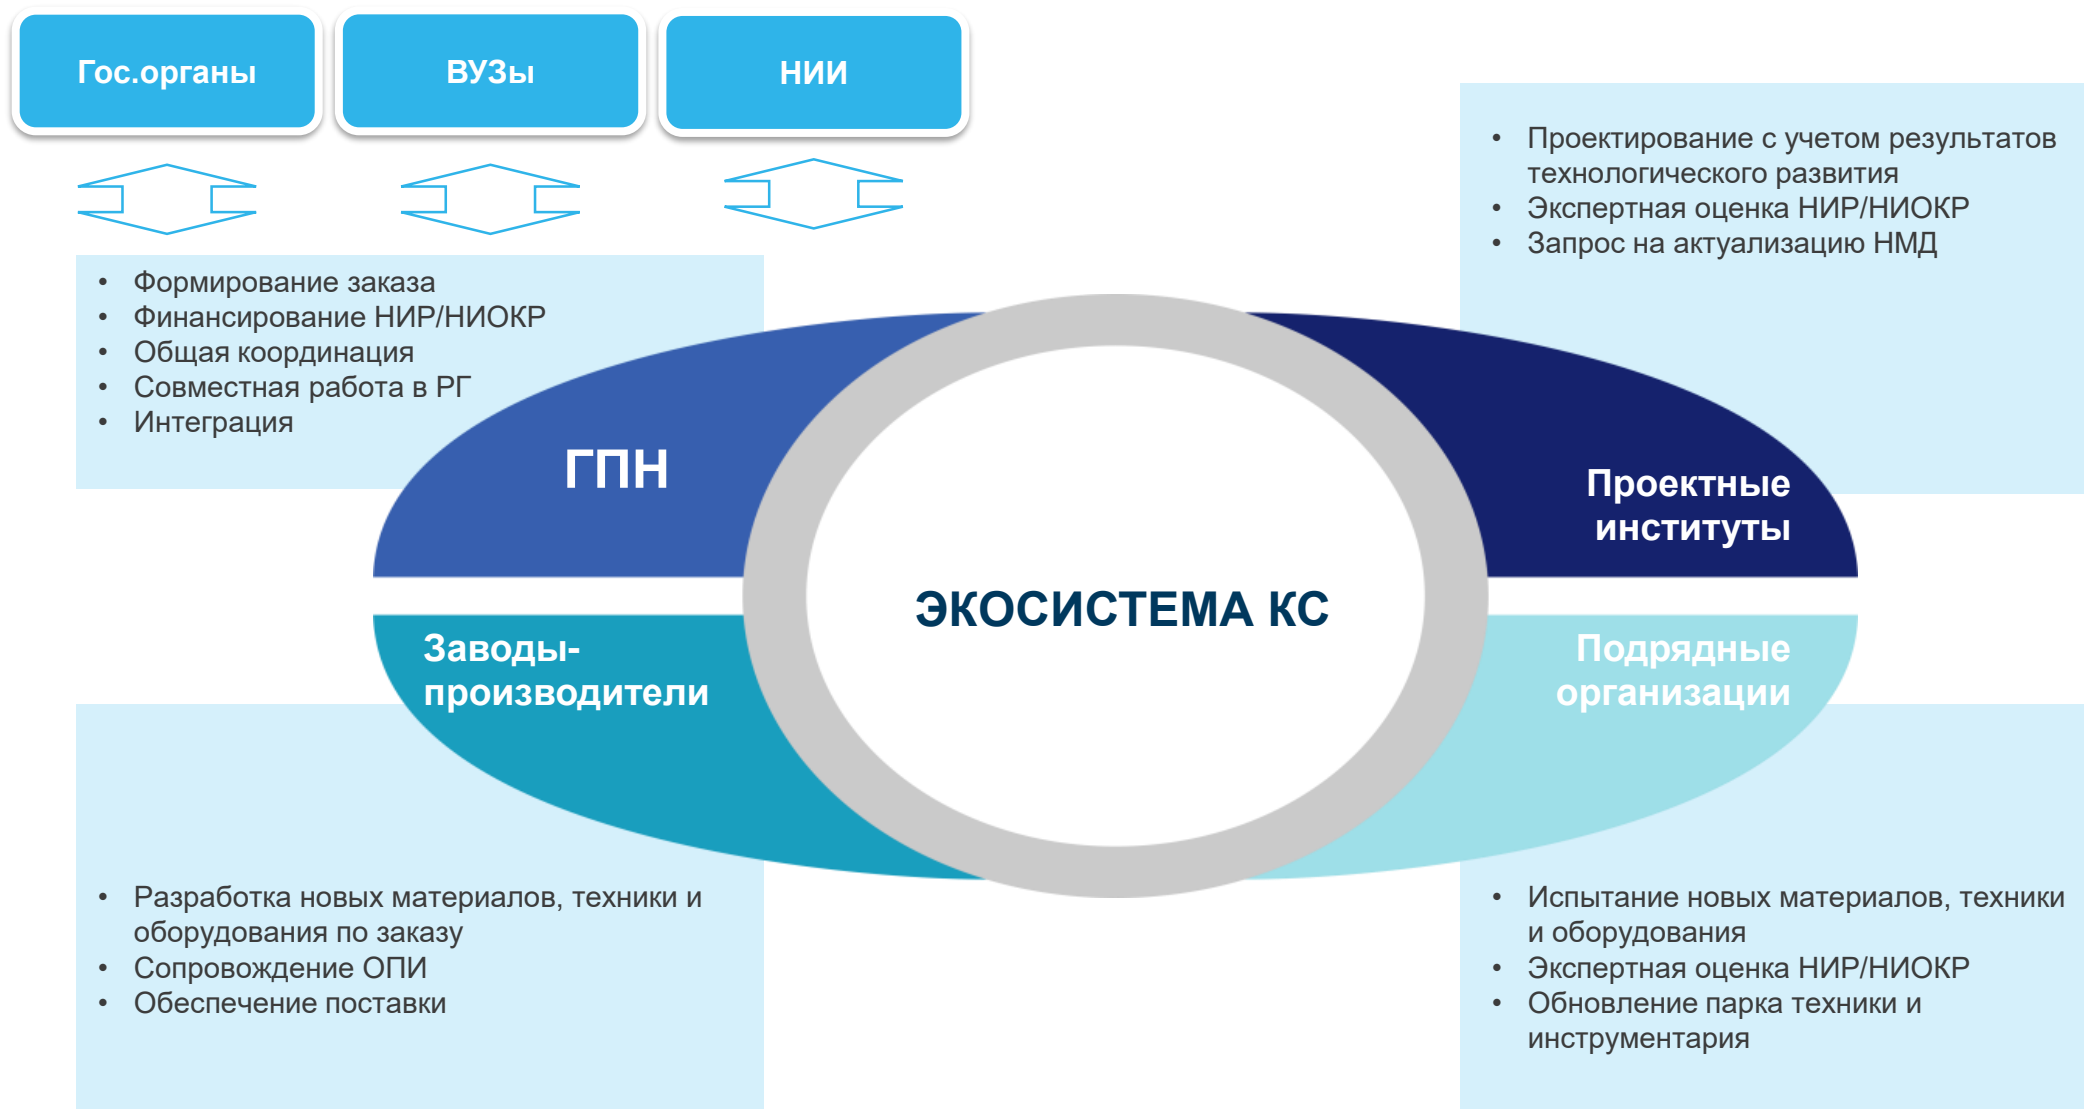 Гос.органы
ВУЗы
НИИ
• Формирование заказа
• Финансирование НИР/НИОКР
• Общая координация
• Совместная работа в РГ
• Интеграция
• Проектирование с учетом результатов
технологического развития
• Экспертная оценка НИР/НИОКР
• Запрос на актуализацию НМД
ГПН
Проектные
институты
ЭКОСИСТЕМА КС
Заводы-
производители
Подрядные
организации
• Разработка новых материалов, техники и
оборудования по заказу
• Сопровождение ОПИ
• Обеспечение поставки
• Испытание новых материалов, техники
и оборудования
• Экспертная оценка НИР/НИОКР
• Обновление парка техники и
инструментария